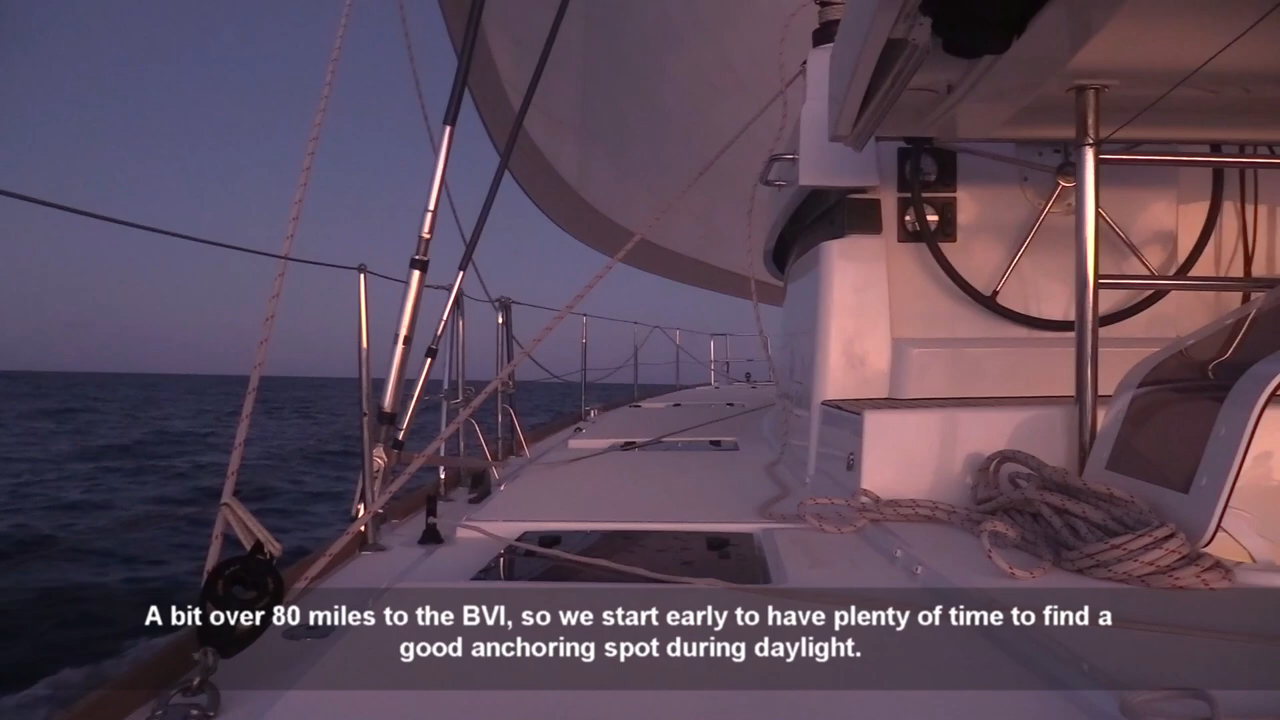 A bit over 80 miles to the BVI, so we start early to have plenty of time to find a
good anchoring spot during daylight.